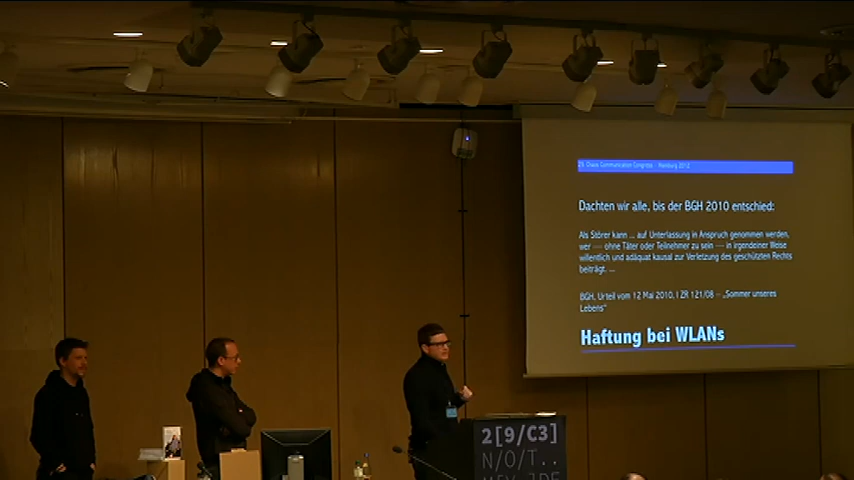 29. Chaos Communication Congress - Hamburg 2012
Dachten wir alle, bis der BGH 2010 entschied:
Als Störer kann ... auf Unterlassung in Anspruch genommen werden,
wer — ohne Täter oder Teilnehmer zu sein — in irgendeiner Weise
willentlich und adäquat kausal zur Verletzung des geschützten Rechts
beiträgt. ...
BGH, Urteil vom 12 Mai 2010, I ZR 121/08 – „Sommer unseres
Lebens“
Haftung bei WLANs
2[9/C3]
N/O/T..